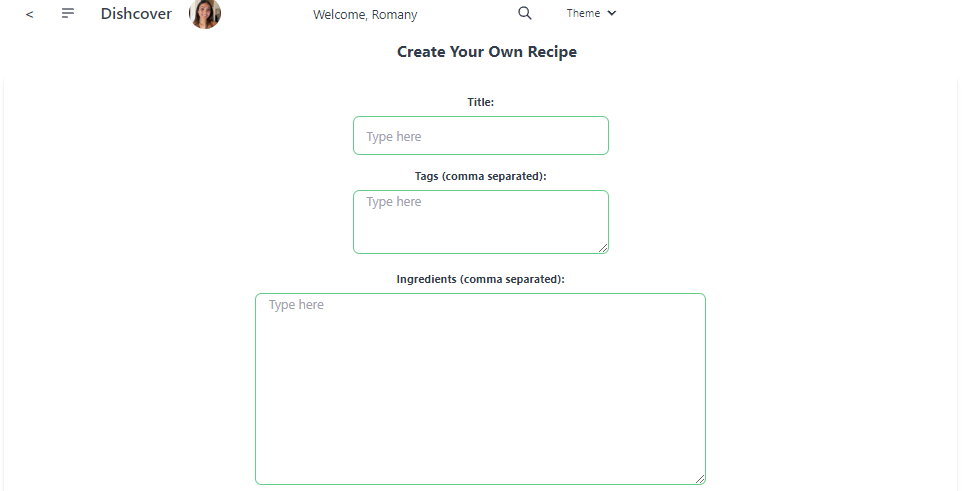 < Dishcover Welcome, Romany Theme
Create Your Own Recipe
Title:
Type here
Tags (comma separated):
Type here
Ingredients (comma separated):
Type here